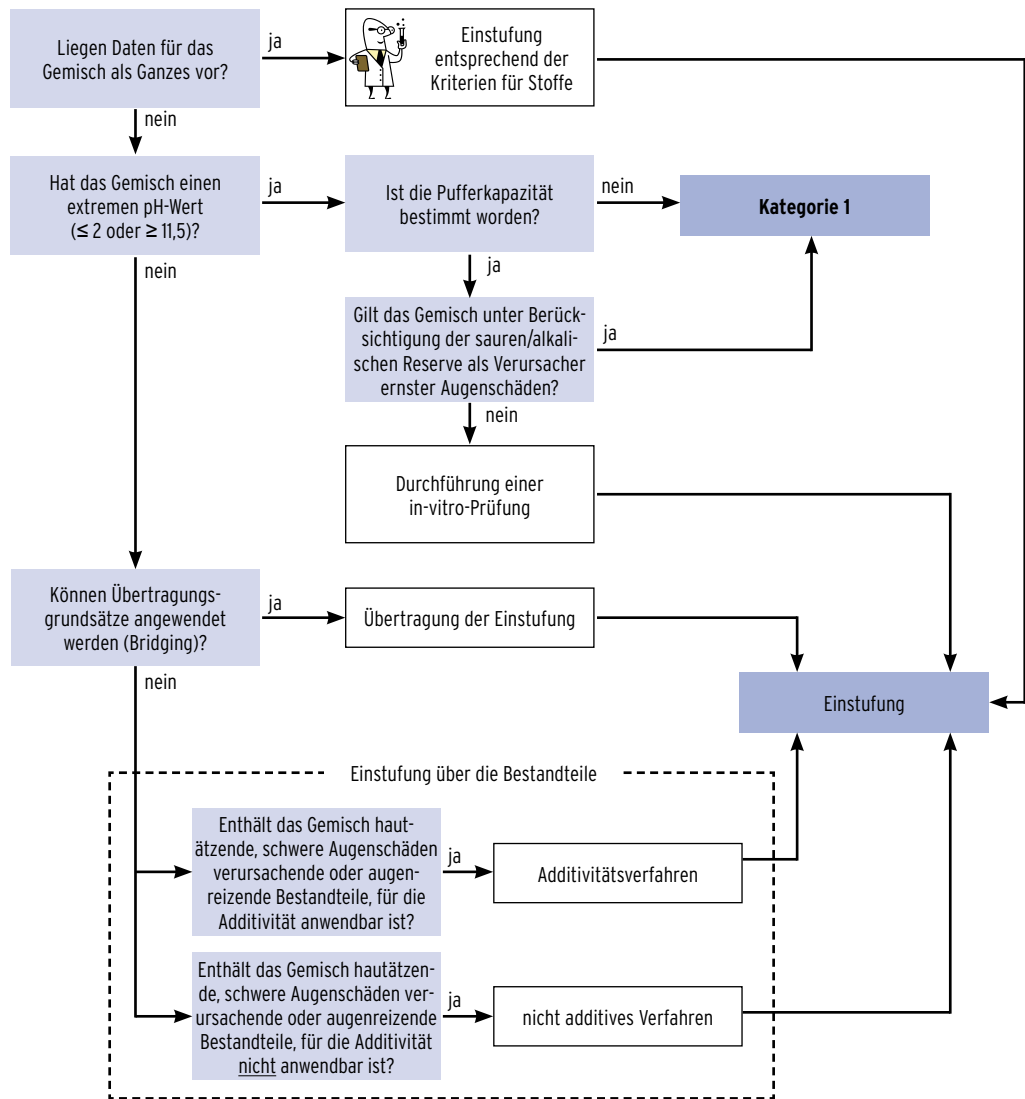 Liegen Daten für das
Gemisch als Ganzes vor?
ja
Einstufung
entsprechend der
Kriterien für Stoffe
nein
Hat das Gemisch einen
extremen pH-Wert
(≤ 2 oder ≥ 11,5)?
ja
Ist die Pufferkapazität
bestimmt worden?
nein
Kategorie 1
nein
ja
Gilt das Gemisch unter Berück-
sichtigung der sauren/alkali-
schen Reserve als Verursacher
ernster Augenschäden?
ja
nein
Durchführung einer
in-vitro-Prüfung
Können Übertragungs-
grundsätze angewendet
werden (Bridging)?
ja
Übertragung der Einstufung
nein
Einstufung
Einstufung über die Bestandteile
Enthält das Gemisch haut-
ätzende, schwere Augenschäden
verursachende oder augen-
reizende Bestandteile, für die
Additivität anwendbar ist?
ja
Additivitätsverfahren
Enthält das Gemisch hautätzen-
de, schwere Augenschäden ver-
ursachende oder augenreizende
Bestandteile, für die Additivität
nicht anwendbar ist?
ja
nicht additives Verfahren